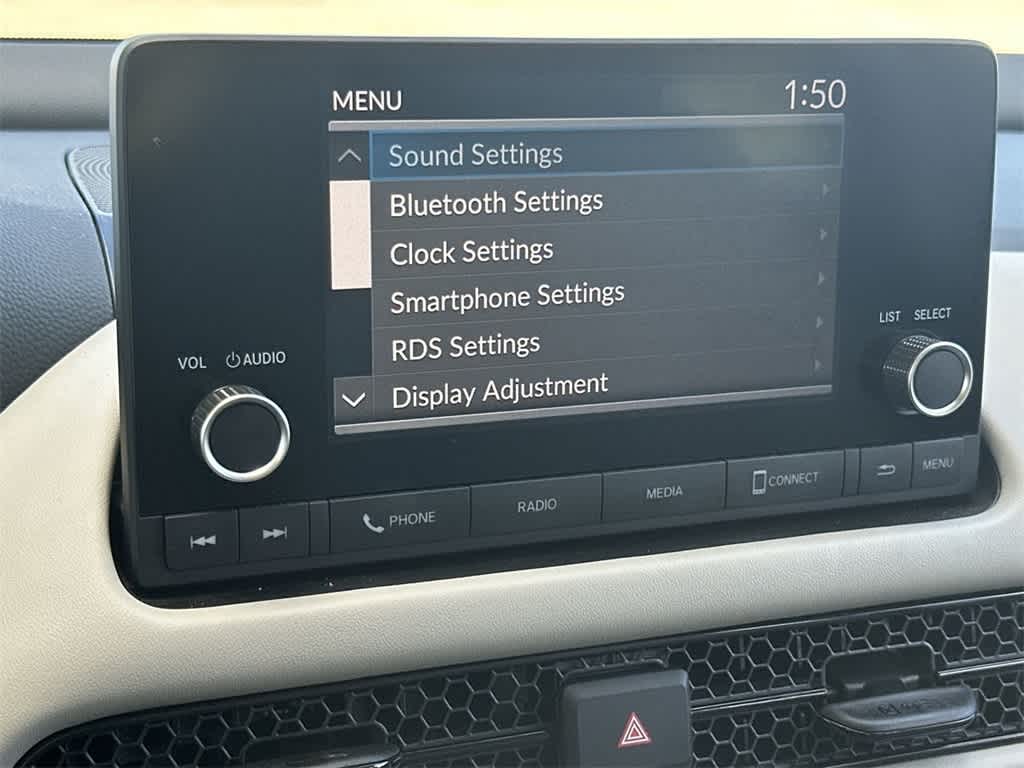 MENU 1:50
Sound Settings
Bluetooth Settings
Clock Settings
Smartphone Settings
RDS Settings
Display Adjustment
LIST SELECT
VOL AUDIO
PHONE RADIO MEDIA CONNECT MENU